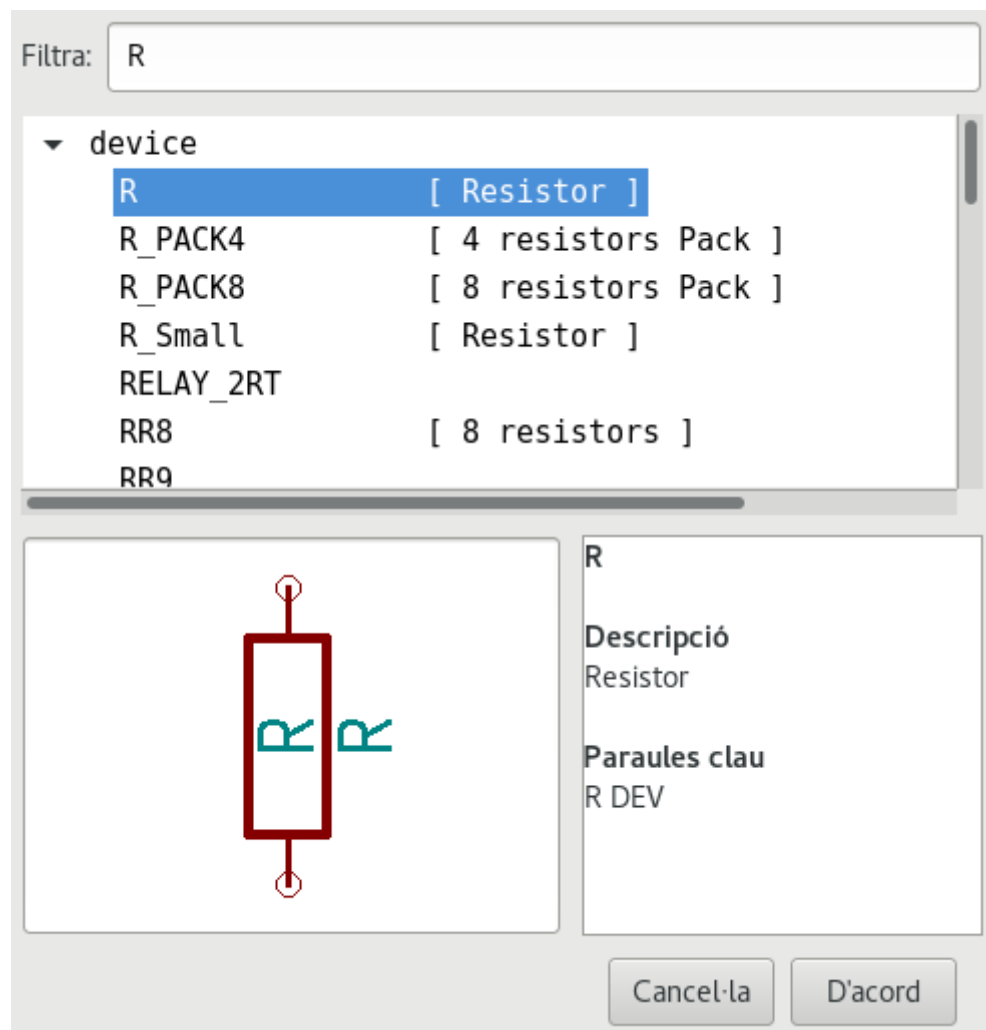 Filtra: R
device
R [ Resistor ]
R_PACK4 [ 4 resistors Pack ]
R_PACK8 [ 8 resistors Pack ]
R_Small [ Resistor ]
RELAY_2RT
RR8 [ 8 resistors ]
RR9
R R
R
Descripció
Resistor
Paraules clau
R DEV
Cancel·la D'acord